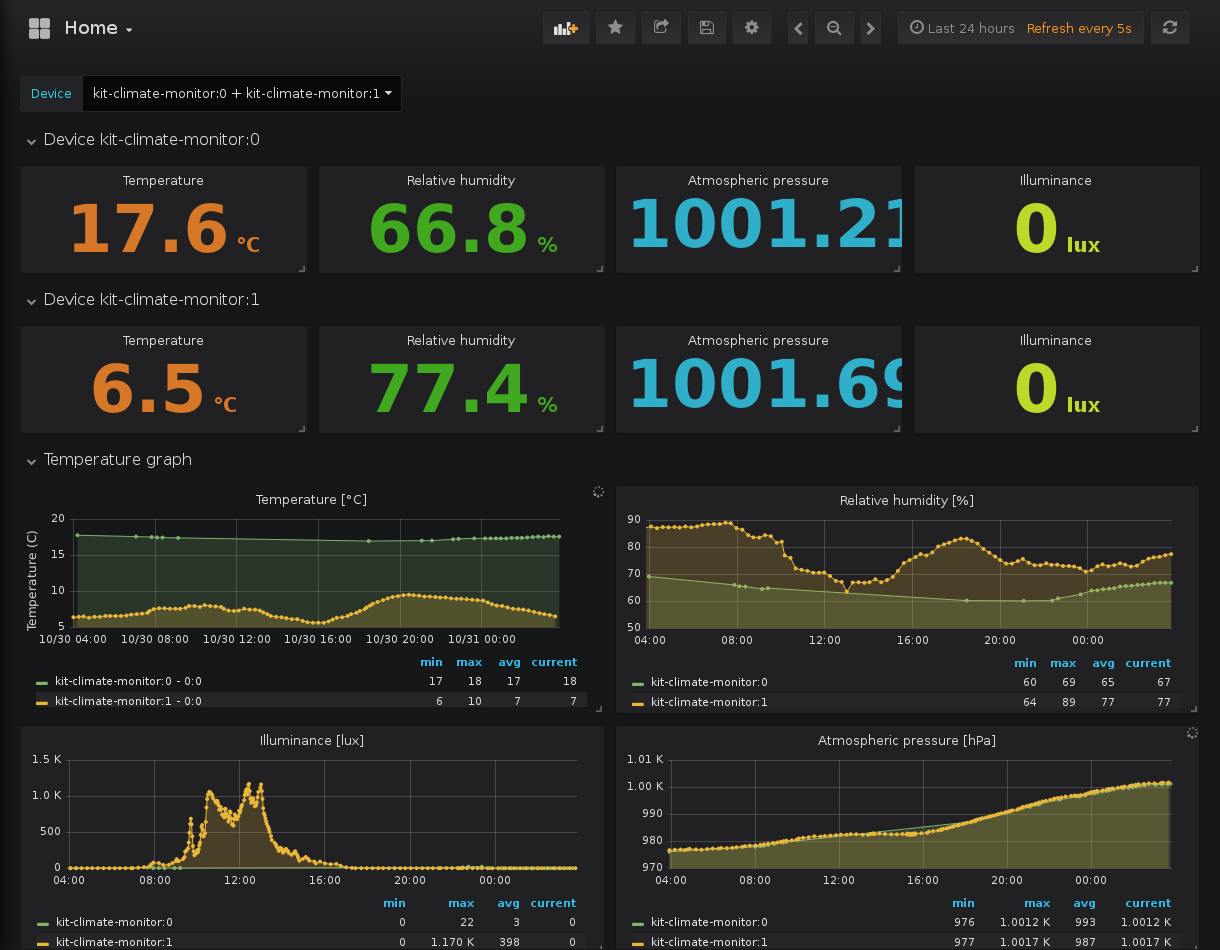 Home
Last 24 hours Refresh every 5s
Device kit-climate-monitor:0 + kit-climate-monitor:1
Device kit-climate-monitor:0
Temperature Relative humidity Atmospheric pressure Illuminance
17.6 °C 66.8 % 1001.21 0 lux
Device kit-climate-monitor:1
Temperature Relative humidity Atmospheric pressure Illuminance
6.5 °C 77.4 % 1001.69 0 lux
Temperature graph
Temperature [°C]
Temperature (C)
20
15
10
5
10/30 04:00 10/30 08:00 10/30 12:00 10/30 16:00 10/30 20:00 10/31 00:00
min max avg current
kit-climate-monitor:0 - 0:0 17 18 17 18
kit-climate-monitor:1 - 0:0 6 10 7 7
Relative humidity [%]
90
80
70
60
50
04:00 08:00 12:00 16:00 20:00 00:00
min max avg current
kit-climate-monitor:0 60 69 65 67
kit-climate-monitor:1 64 89 77 77
Illuminance [lux]
1.5 K
1.0 K
500
0
04:00 08:00 12:00 16:00 20:00 00:00
min max avg current
kit-climate-monitor:0 0 22 3 0
kit-climate-monitor:1 0 1.170 K 398 0
Atmospheric pressure [hPa]
1.01 K
1.00 K
990
980
970
04:00 08:00 12:00 16:00 20:00 00:00
min max avg current
kit-climate-monitor:0 976 1.0012 K 993 1.0012 K
kit-climate-monitor:1 977 1.0017 K 987 1.0017 K